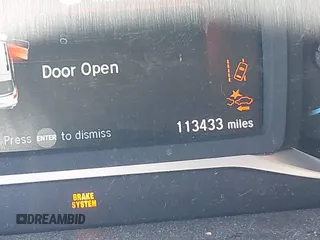 Door Open
Press ENTER to dismiss
113433 miles
BRAKE
SYSTEM
DREAMBID